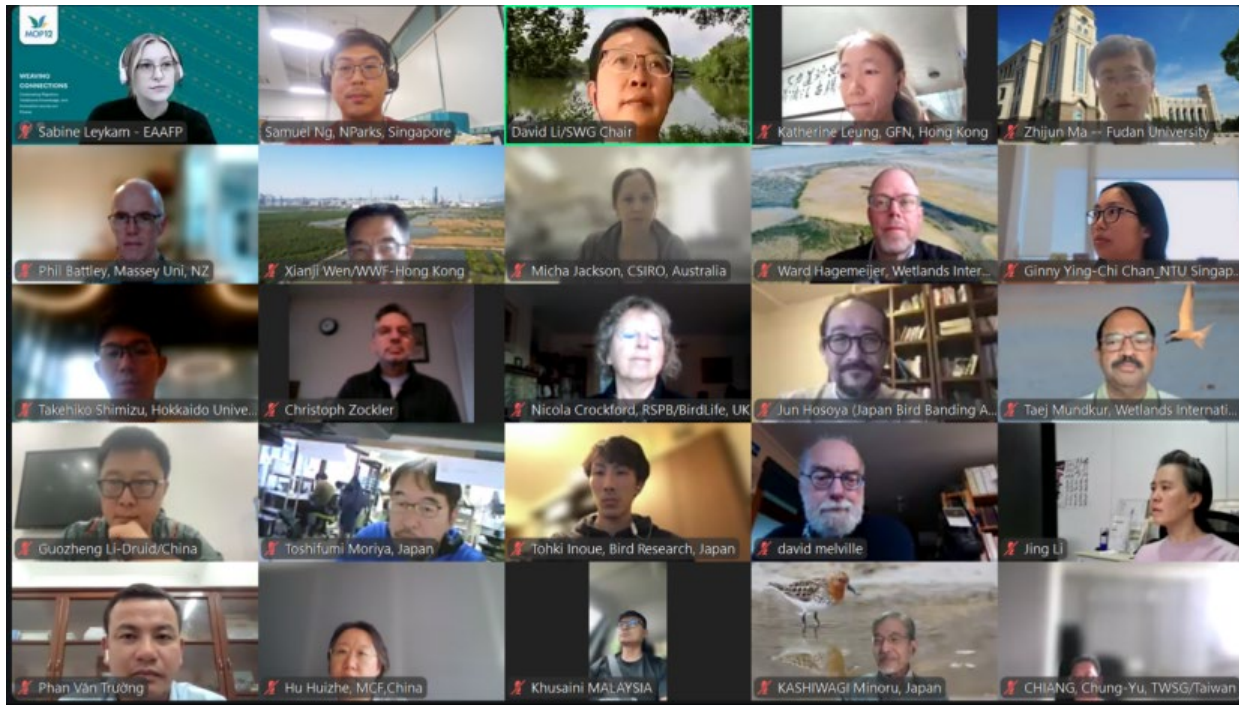 MOP12
WEAVING
CONNECTIONS
Sabine Leykam - EAAFP
Samuel Ng, NParks, Singapore
David Li/SWG Chair
Katherine Leung, GFN, Hong Kong
Zhijun Ma -- Fudan University
Phil Battley, Massey Uni, NZ
Xianji Wen/WWF-Hong Kong
Micha Jackson, CSIRO, Australia
Ward Hagemeijer, Wetlands Inter...
Ginny Ying-Chi Chan_NTU Singap...
Takehiko Shimizu, Hokkaido Unive...
Christoph Zockler
Nicola Crockford, RSPB/BirdLife, UK
Jun Hosoya (Japan Bird Banding A...
Taej Mundkur, Wetlands Internati...
Guozheng Li-Druid/China
Toshifumi Moriya, Japan
Tohki Inoue, Bird Research, Japan
david melville
Jing Li
Phan Văn Trường
Hu Huizhe, MCF,China
Khusaini MALAYSIA
KASHIWAGI Minoru, Japan
CHIANG, Chung-Yu, TWSG/Taiwan